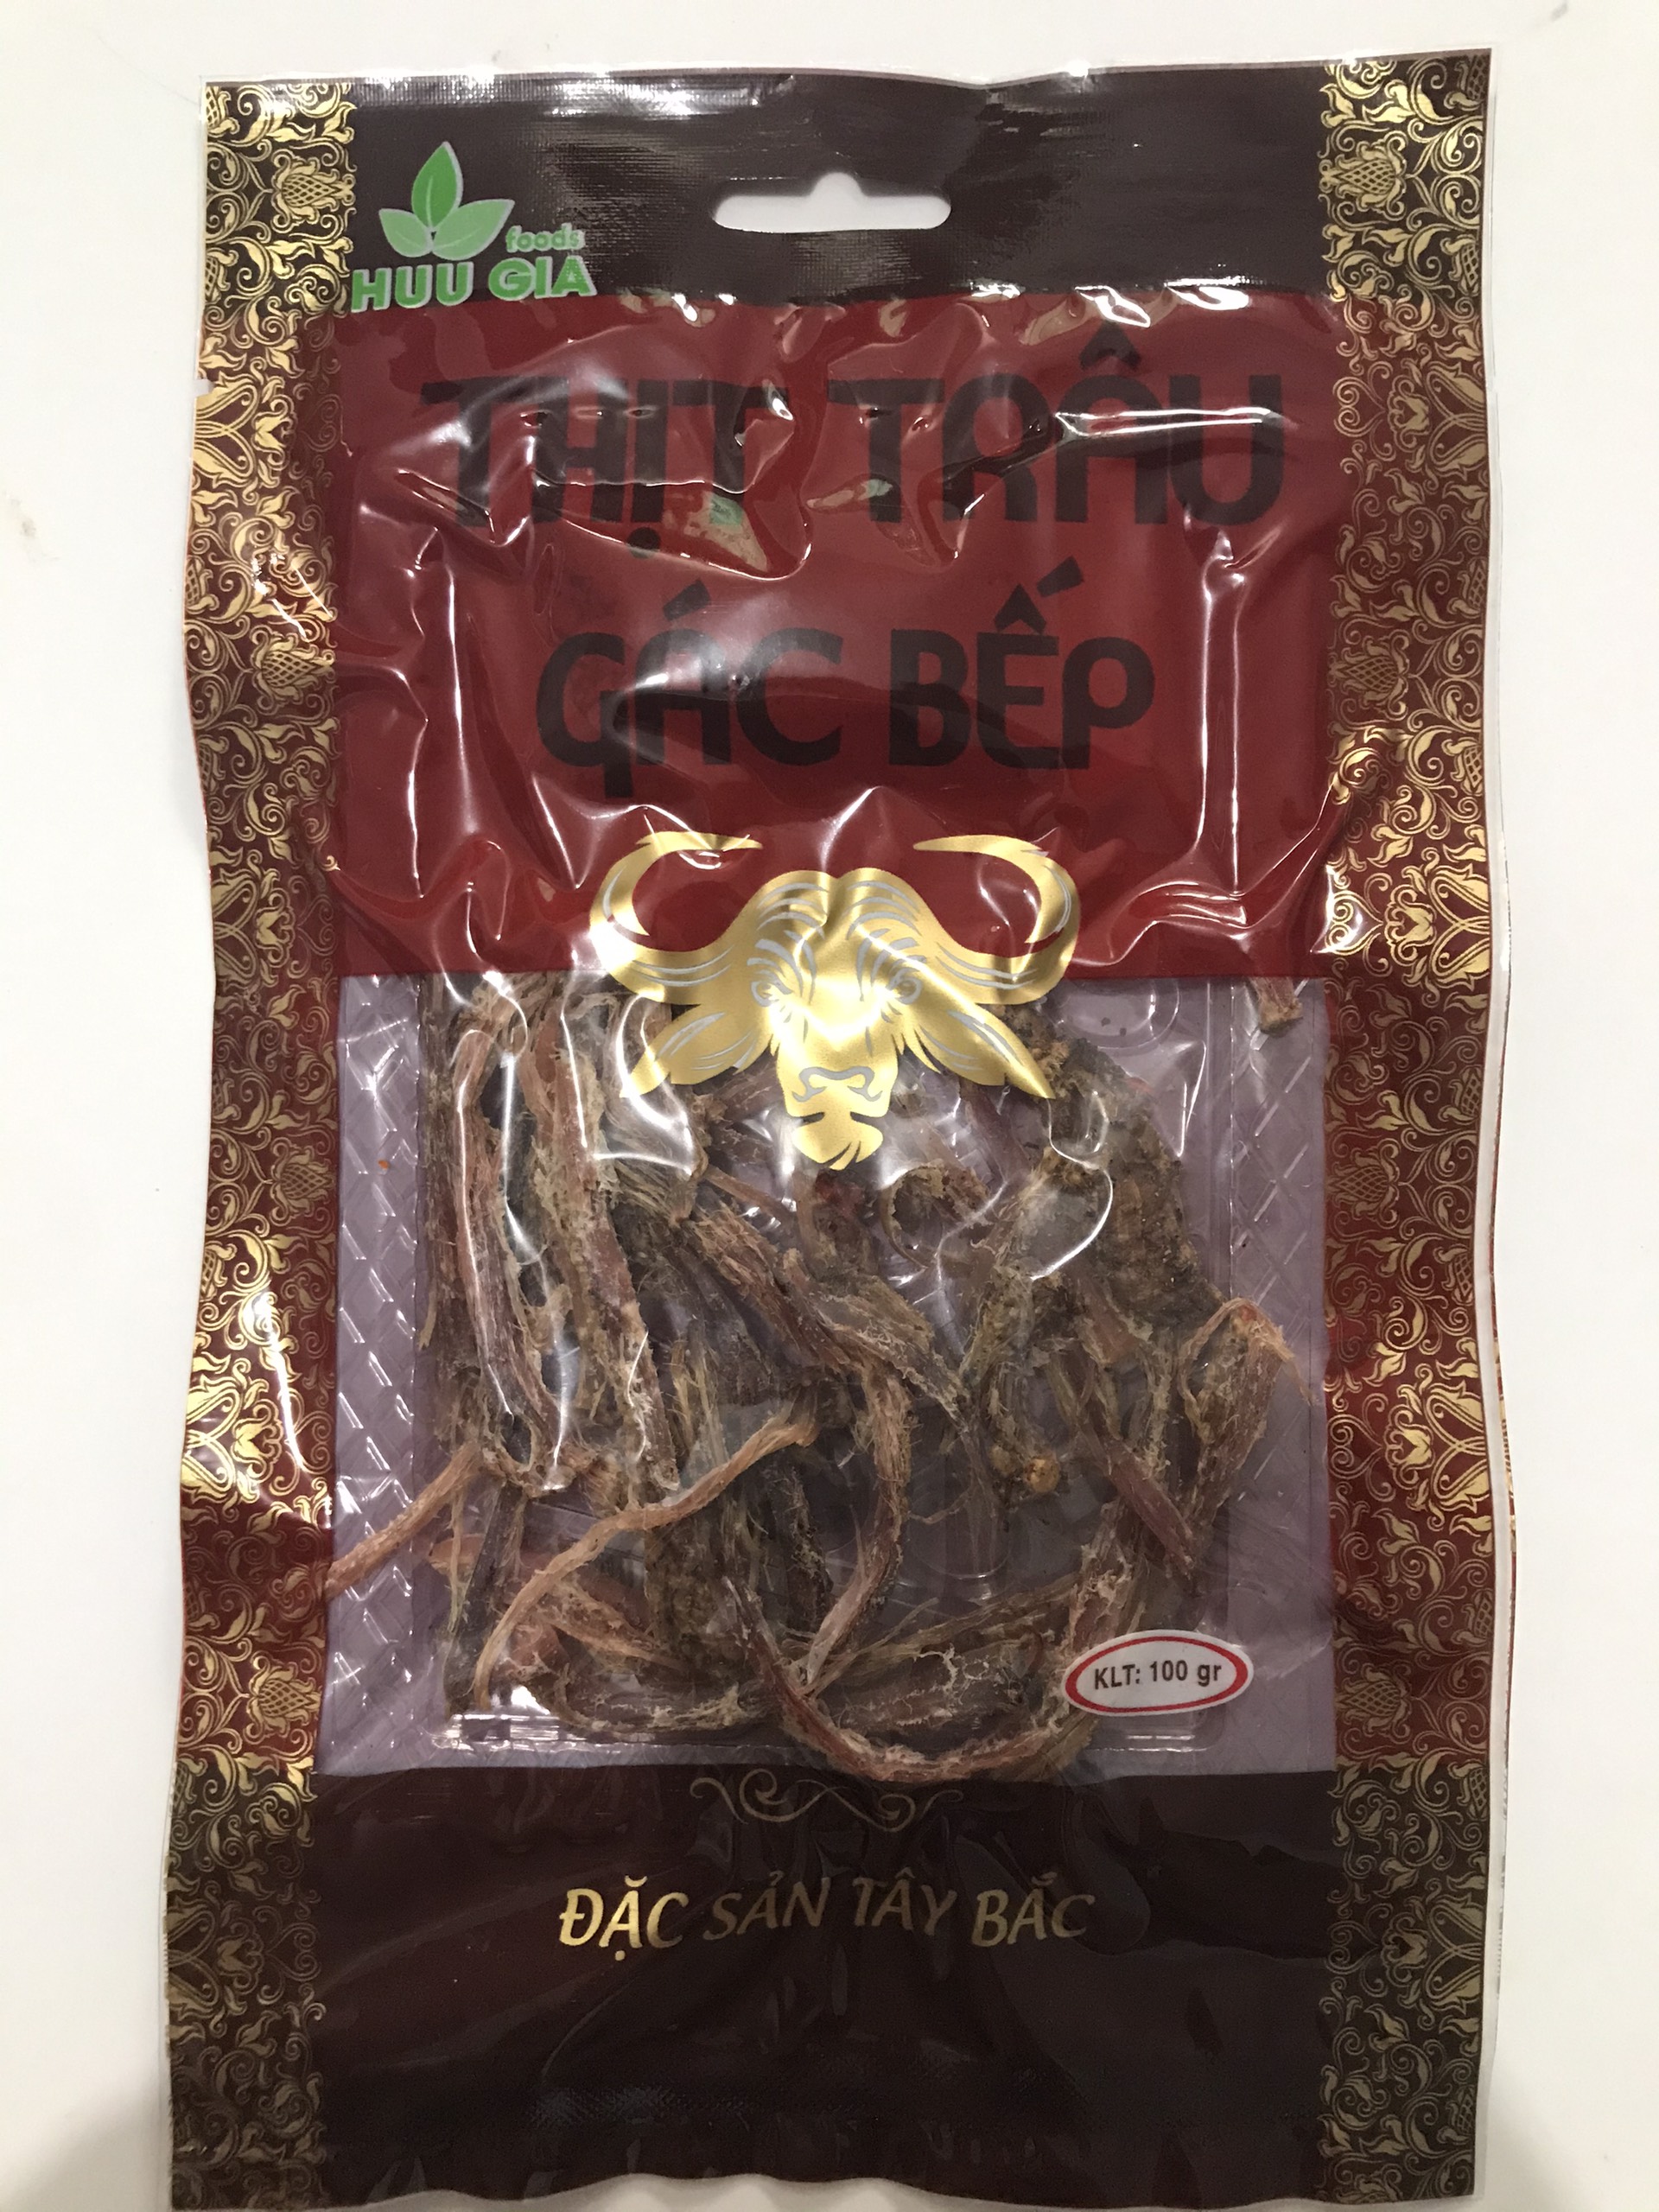 foods
HUU GIA
THỊT TRÂU
GÁC BẾP
KLT: 100 gr
ĐẶC SẢN TÂY BẮC